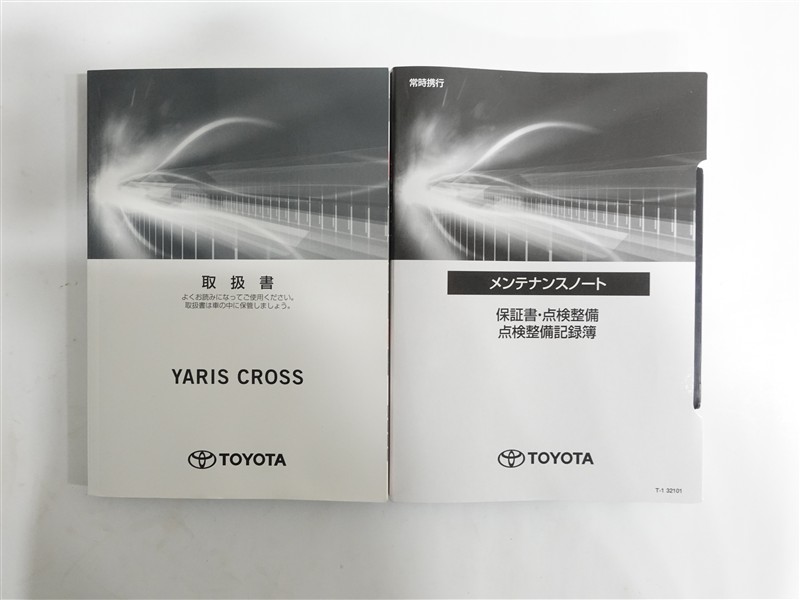 取扱書
よくお読みになってご使用ください。
取扱書は車の中に保管しましょう。
YARIS CROSS
TOYOTA
常時携行
メンテナンスノート
保証書・点検整備
点検整備記録簿
TOYOTA
T-1 32101